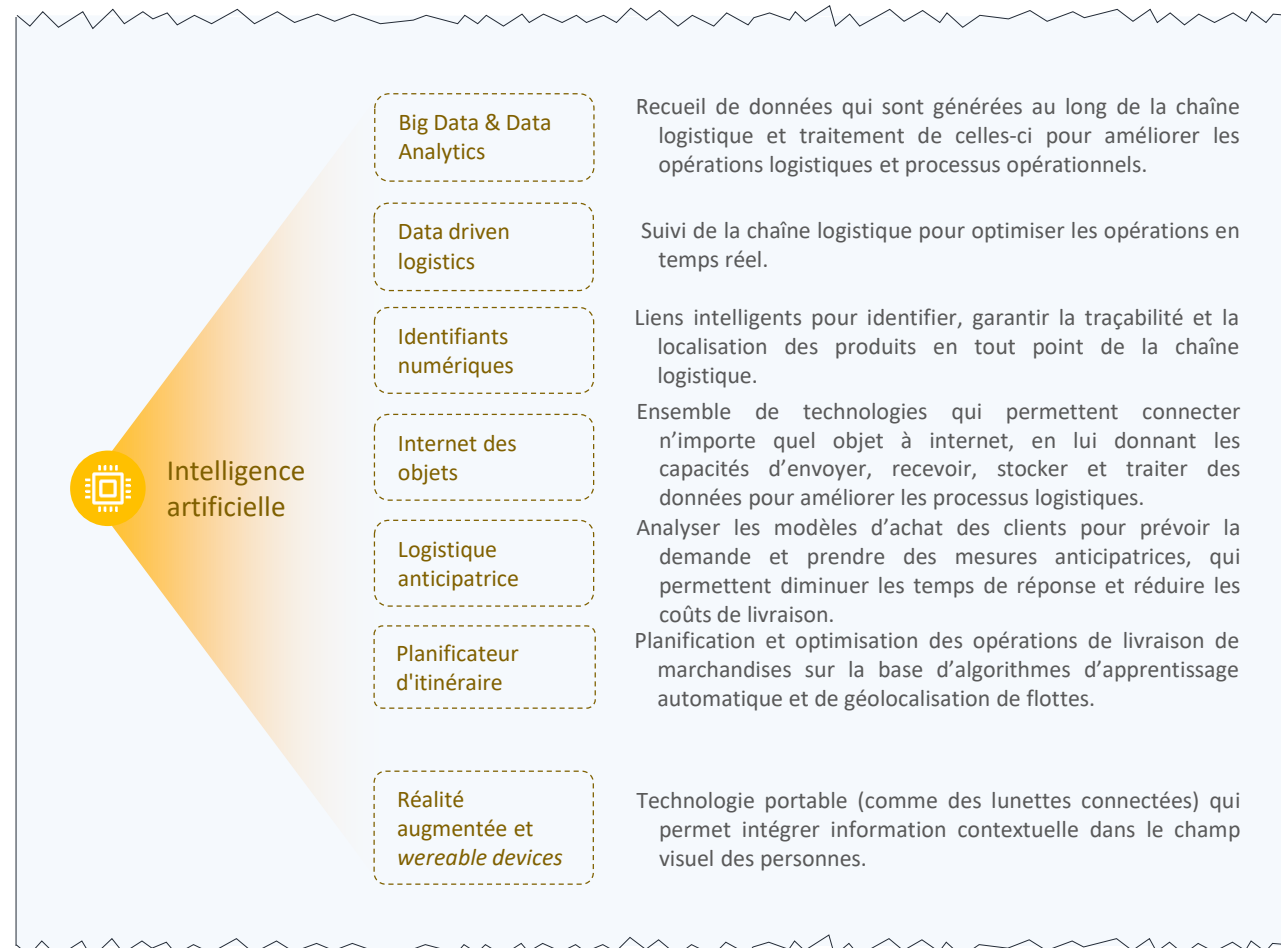 Big Data & Data
Analytics
Recueil de données qui sont générées au long de la chaîne
logistique et traitement de celles-ci pour améliorer les
opérations logistiques et processus opérationnels.
Data driven
logistics
Suivi de la chaîne logistique pour optimiser les opérations en
temps réel.
Identifiants
numériques
Liens intelligents pour identifier, garantir la traçabilité et la
localisation des produits en tout point de la chaîne
logistique.
Intelligence
artificielle
Internet des
objets
Ensemble de technologies qui permettent connecter
n’importe quel objet à internet, en lui donnant les
capacités d’envoyer, recevoir, stocker et traiter des
données pour améliorer les processus logistiques.
Logistique
anticipatrice
Analyser les modèles d’achat des clients pour prévoir la
demande et prendre des mesures anticipatrices, qui
permettent diminuer les temps de réponse et réduire les
coûts de livraison.
Planificateur
d'itinéraire
Planification et optimisation des opérations de livraison de
marchandises sur la base d’algorithmes d’apprentissage
automatique et de géolocalisation de flottes.
Réalité
augmentée et
wereable devices
Technologie portable (comme des lunettes connectées) qui
permet intégrer information contextuelle dans le champ
visuel des personnes.